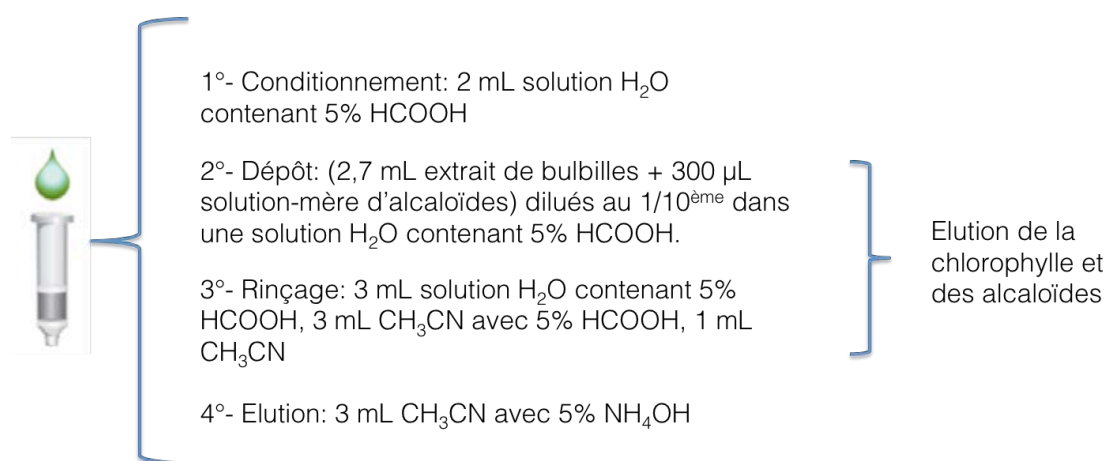 1°- Conditionnement: 2 mL solution H₂O
contenant 5% HCOOH
2°- Dépôt: (2,7 mL extrait de bulbilles + 300 µL
solution-mère d’alcaloïdes) dilués au 1/10ᵉᵐᵉ dans
une solution H₂O contenant 5% HCOOH.
3°- Rinçage: 3 mL solution H₂O contenant 5%
HCOOH, 3 mL CH₃CN avec 5% HCOOH, 1 mL
CH₃CN
4°- Elution: 3 mL CH₃CN avec 5% NH₄OH
Elution de la
chlorophylle et
des alcaloïdes